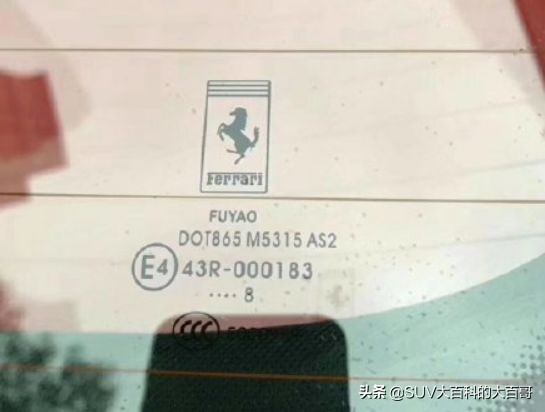 Ferrari
FUYAO
DOT865 M5315 AS2
E4 43R-000183
.... 8
CCC
头条 @SUV大百科的大百哥